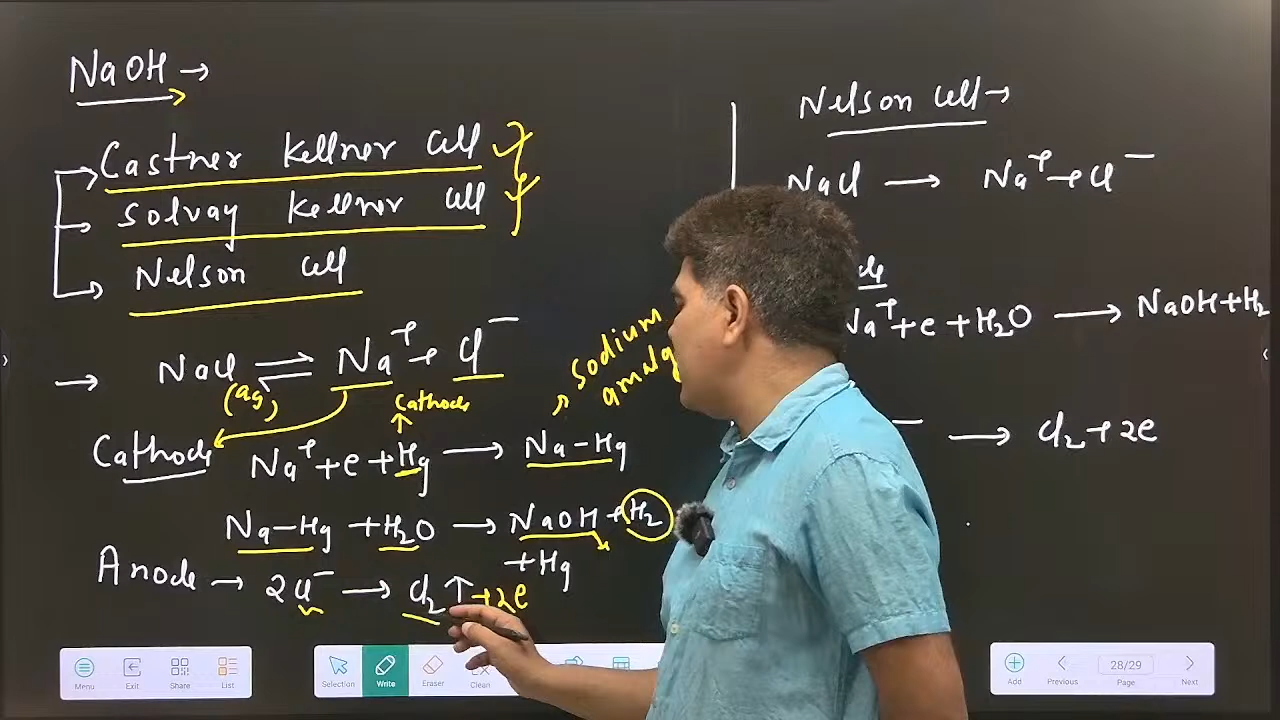 NaOH →
Castner Kellner Cell
Solvay Kellner Cell
Nelson Cell
→ NaCl ⇌ Na⁺ + Cl⁻
(aq)
Cathode
Cathode Na⁺ + e + Hg → Na-Hg
→ Sodium
Na-Hg + H₂O → NaOH + H₂
+ Hg
Anode → 2Cl⁻ → Cl₂↑ + 2e
Nelson Cell →
NaCl → Na⁺ + Cl⁻
Na⁺ + e + H₂O → NaOH + H₂
→ Cl₂ + 2e
Menu
Exit
Share
List
Selection
Write
Eraser
Clean
Add
Previous
28/29
Page
Next